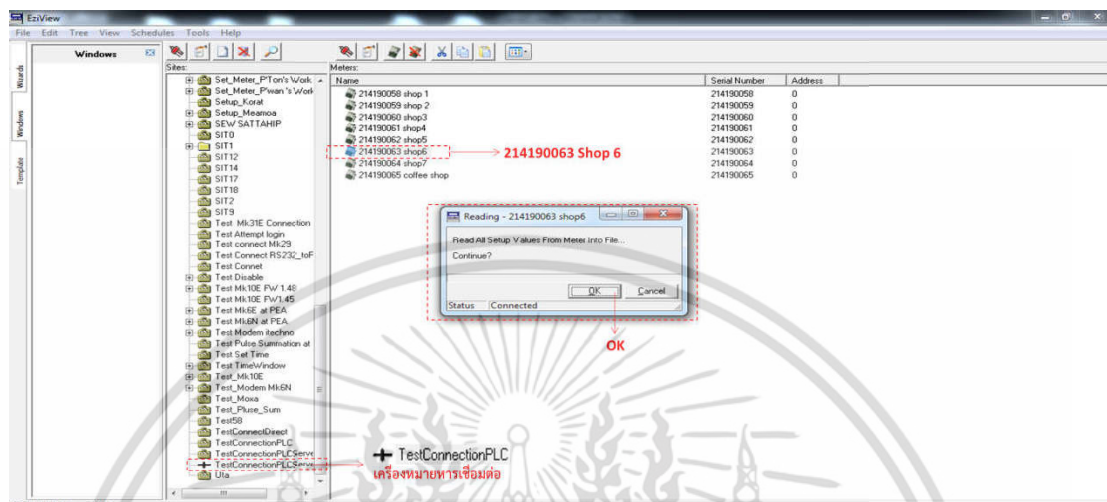 EziView
File Edit Tree View Schedules Tools Help
Windows
Wizards
Windows
Template
Sites:
Set_Meter_P'Ton's Work
Set_Meter_P'wan 's Work
Setup_Korat
Setup_Meamoa
SEW SATTAHIP
SIT0
SIT1
SIT12
SIT14
SIT17
SIT18
SIT2
SIT9
Test Mk31E Connection
Test Attempt login
Test connect Mk29
Test Connect RS232_toF
Test Connet
Test Disable
Test Mk10E FW 1.48
Test Mk10E FW1.45
Test Mk6E at PEA
Test Mk6N at PEA
Test Modem itechno
Test Pulse Summation at
Test Set Time
Test TimeWindow
Test_Mk10E
Test_Modem Mk6N
Test_Moxa
Test_Pluse_Sum
Test58
TestConnectDirect
TestConnectionPLC
TestConnectionPLCServe
TestConnectionPLCServe
Uta
Meters:
Name Serial Number Address
214190058 shop 1 214190058 0
214190059 shop 2 214190059 0
214190060 shop3 214190060 0
214190061 shop4 214190061 0
214190062 shop5 214190062 0
214190063 shop6 214190063 0
214190064 shop7 214190064 0
214190065 coffee shop 214190065 0
214190063 Shop 6
Reading - 214190063 shop6
Read All Setup Values From Meter Into File...
Continue?
OK Cancel
Status Connected
OK
TestConnectionPLC
เครื่องหมายหารเชื่อมต่อ